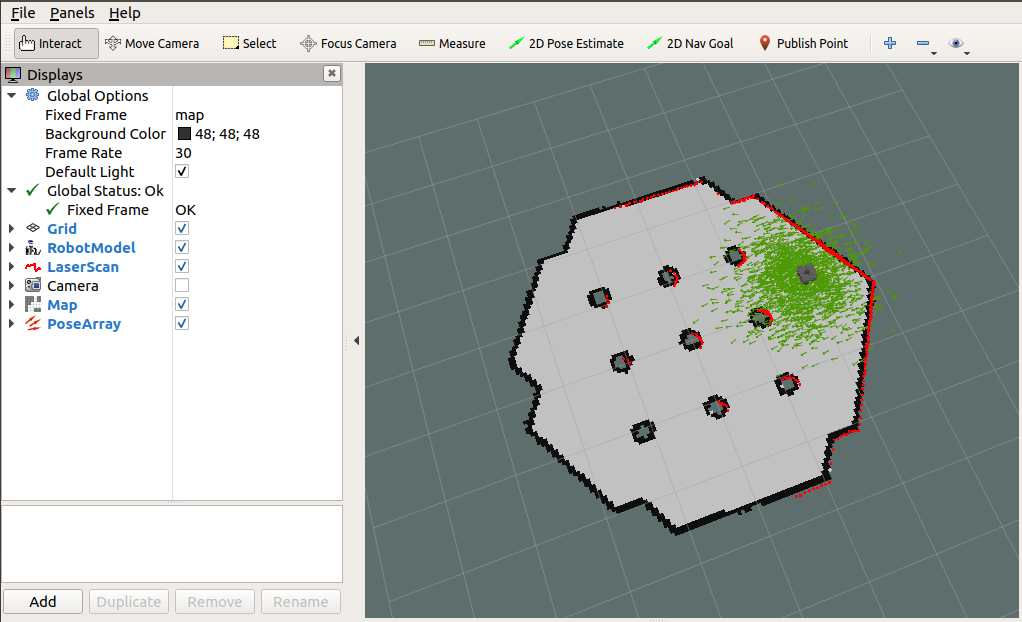 File Panels Help
Interact Move Camera Select Focus Camera Measure 2D Pose Estimate 2D Nav Goal Publish Point
Displays
Global Options
Fixed Frame map
Background Color 48; 48; 48
Frame Rate 30
Default Light
Global Status: Ok
Fixed Frame OK
Grid
RobotModel
LaserScan
Camera
Map
PoseArray
Add Duplicate Remove Rename